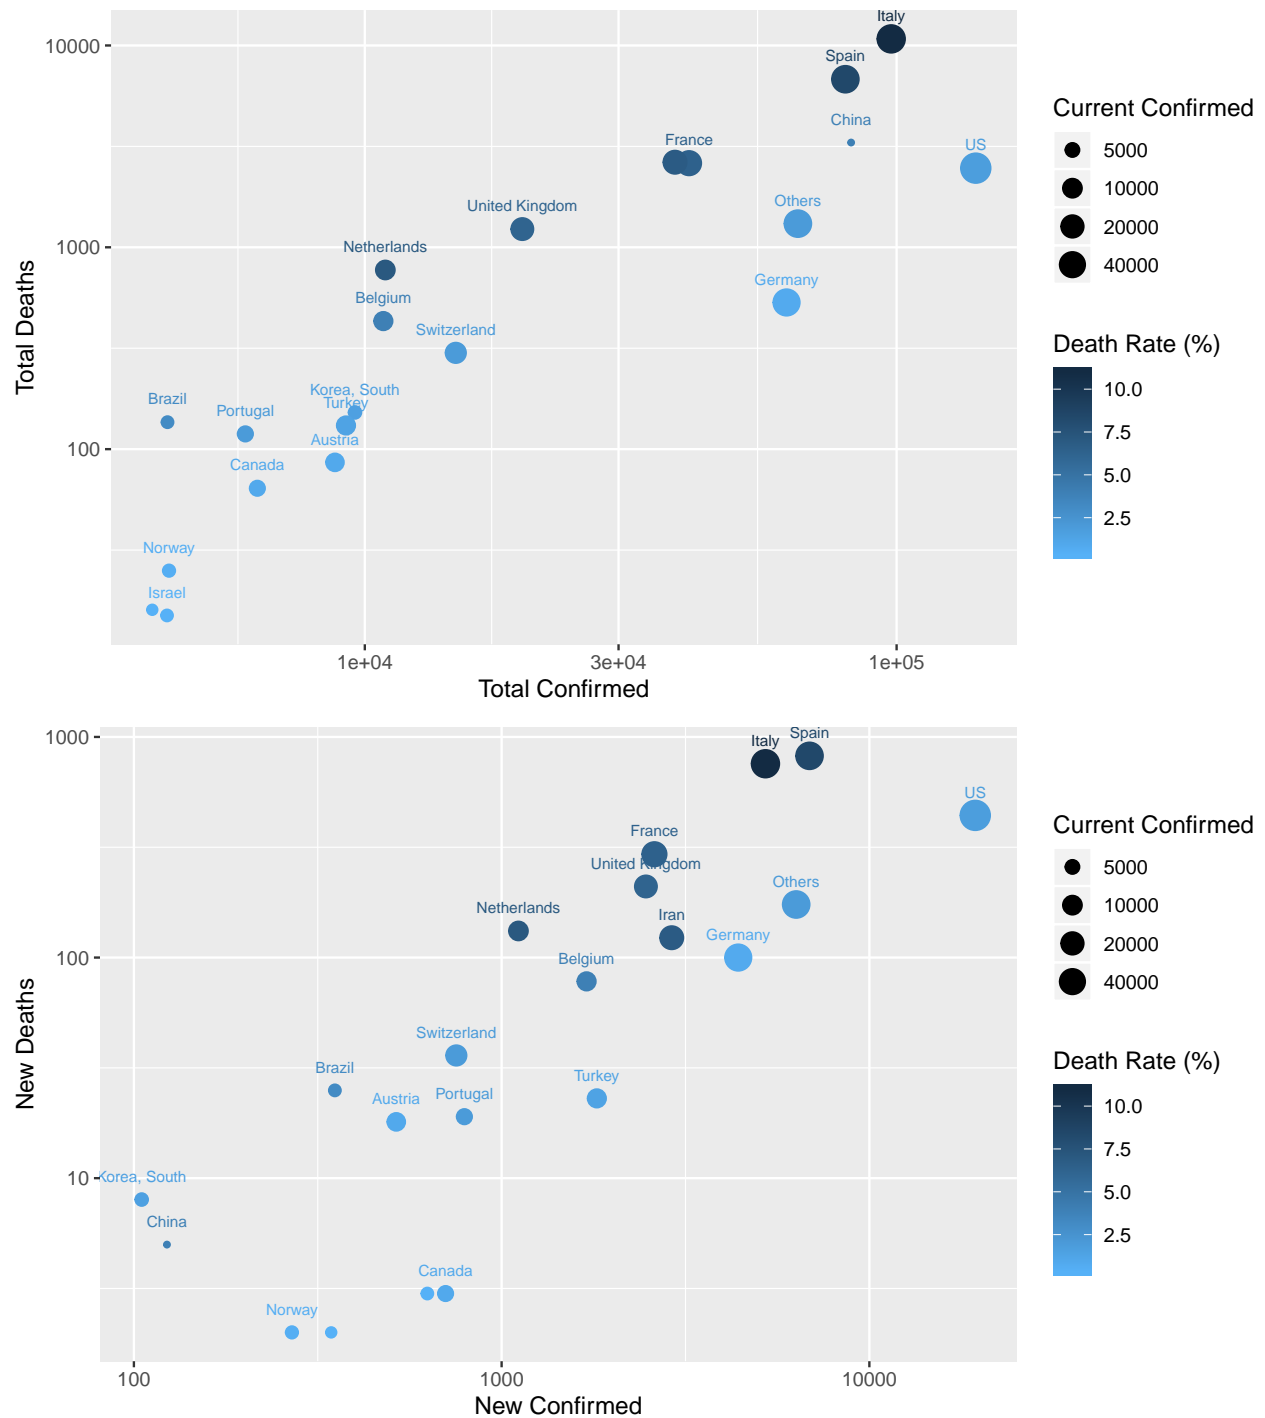 Italy
10000
Spain
Current Confirmed
China
5000
France
US
10000
Others
20000
United Kingdom
1000
Netherlands
40000
Germany
Belgium
Switzerland
Total Deaths
Death Rate (%)
Korea, South
10.0
Brazil
Turkey
Portugal
7.5
Austria
100
Canada
5.0
2.5
Norway
Israel
1e+04
3e+04
1e+05
Total Confirmed
1000
Italy
Spain
US
Current Confirmed
France
5000
United Kingdom
Others
10000
Netherlands
Iran
20000
Germany
100
Belgium
40000
Switzerland
New Deaths
Brazil
Turkey
Death Rate (%)
Austria
Portugal
10.0
7.5
10
Korea, South
5.0
China
2.5
Canada
Norway
100
1000
10000
New Confirmed